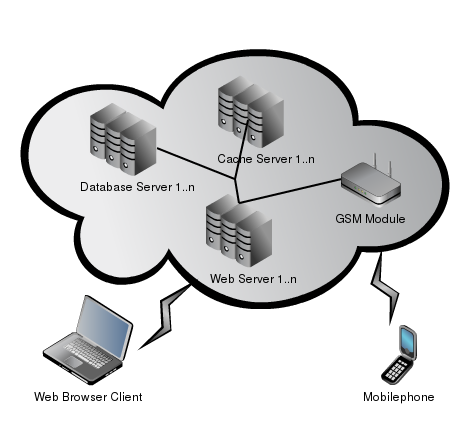 Cache Server 1..n
Database Server 1..n
GSM Module
Web Server 1..n
Web Browser Client
Mobilephone